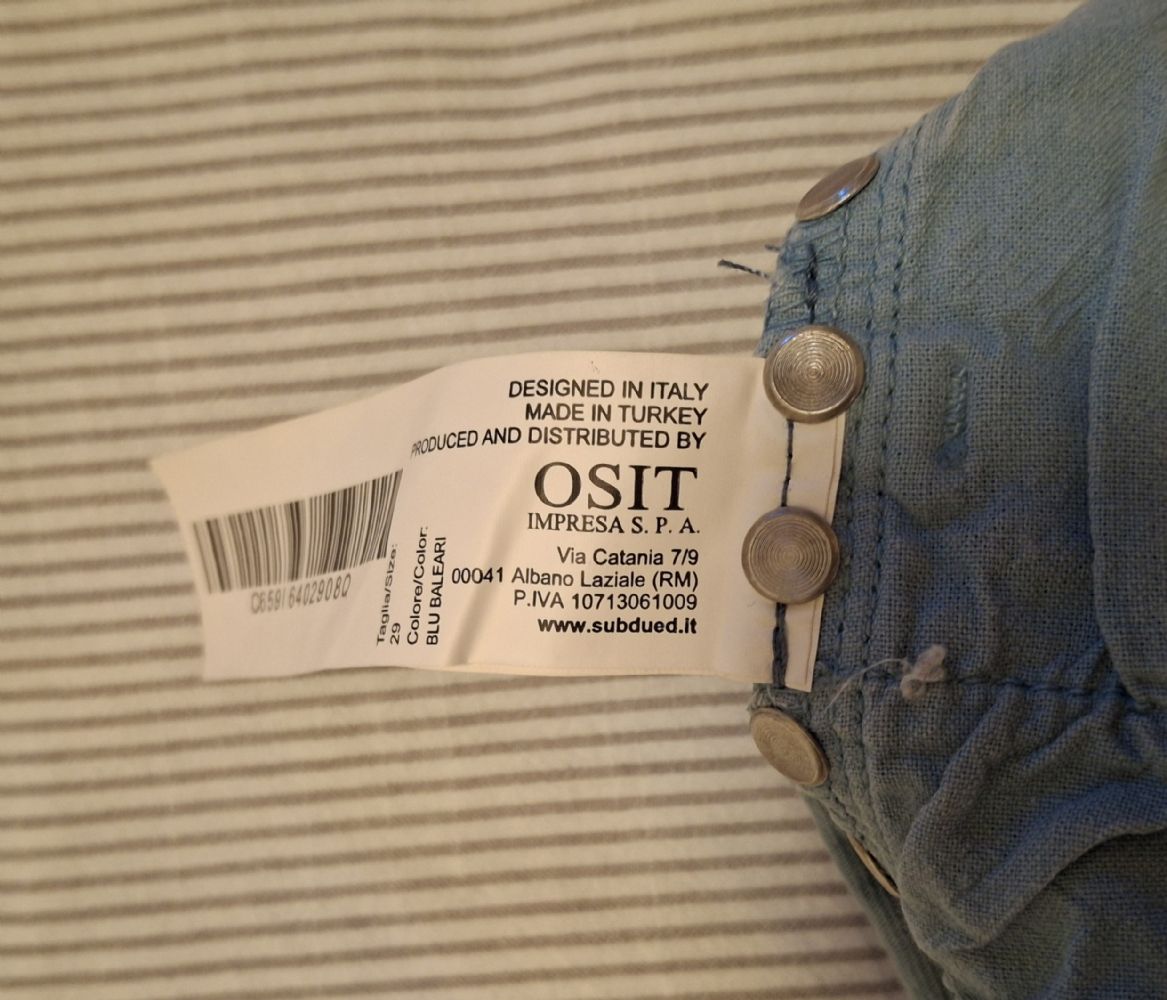 DESIGNED IN ITALY
MADE IN TURKEY
PRODUCED AND DISTRIBUTED BY
OSIT
IMPRESA S. P. A.
Via Catania 7/9
00041 Albano Laziale (RM)
P.IVA 10713061009
www.subdued.it
Taglia/Size:
29
Colore/Color:
BLU BALEARI